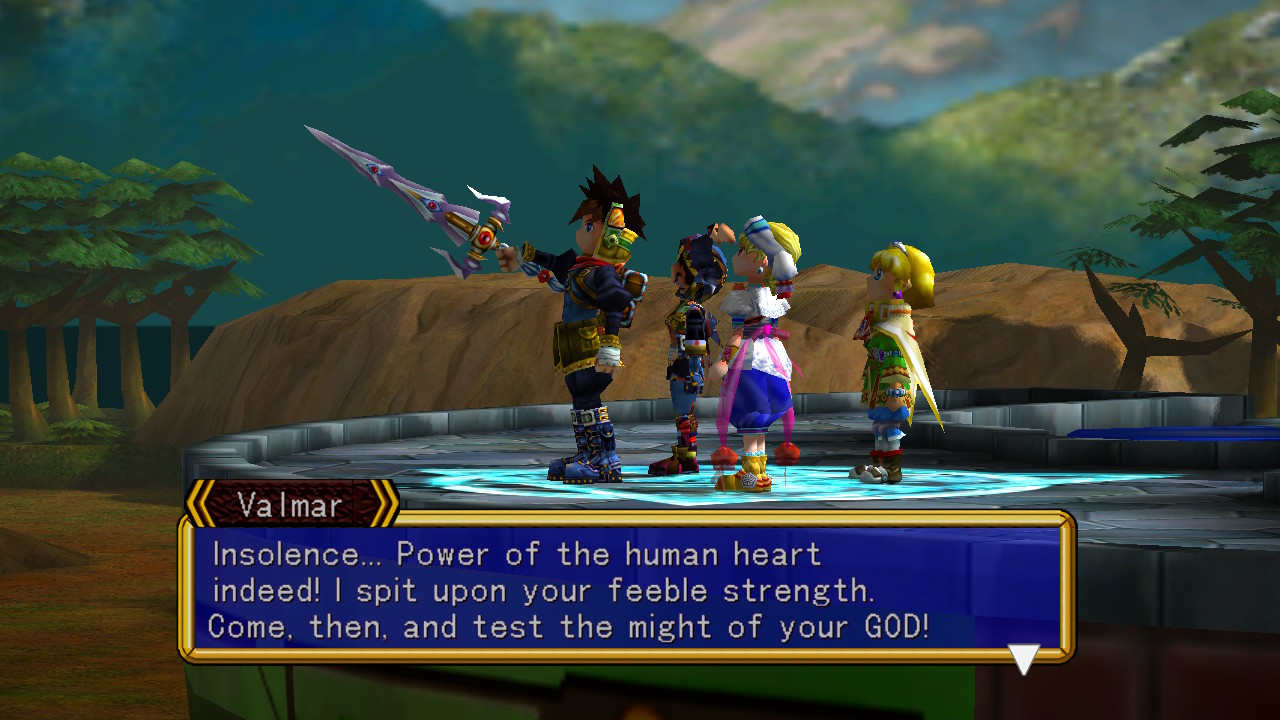 Valmar
Insolence... Power of the human heart
indeed! I spit upon your feeble strength.
Come, then, and test the might of your GOD!